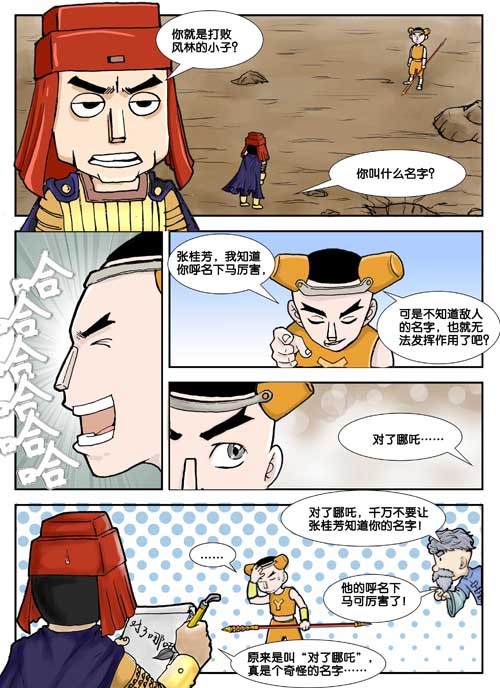 你就是打败
风林的小子?
你叫什么名字?
哈
哈
哈
哈
哈
哈
张桂芳，我知道
你呼名下马厉害，
可是不知道敌人
的名字，也就无
法发挥作用了吧?
对了哪吒……
对了哪吒，千万不要让
张桂芳知道你的名字!
……
他的呼名下
马可厉害了!
对了哪吒
原来是叫“对了哪吒”，
真是个奇怪的名字……